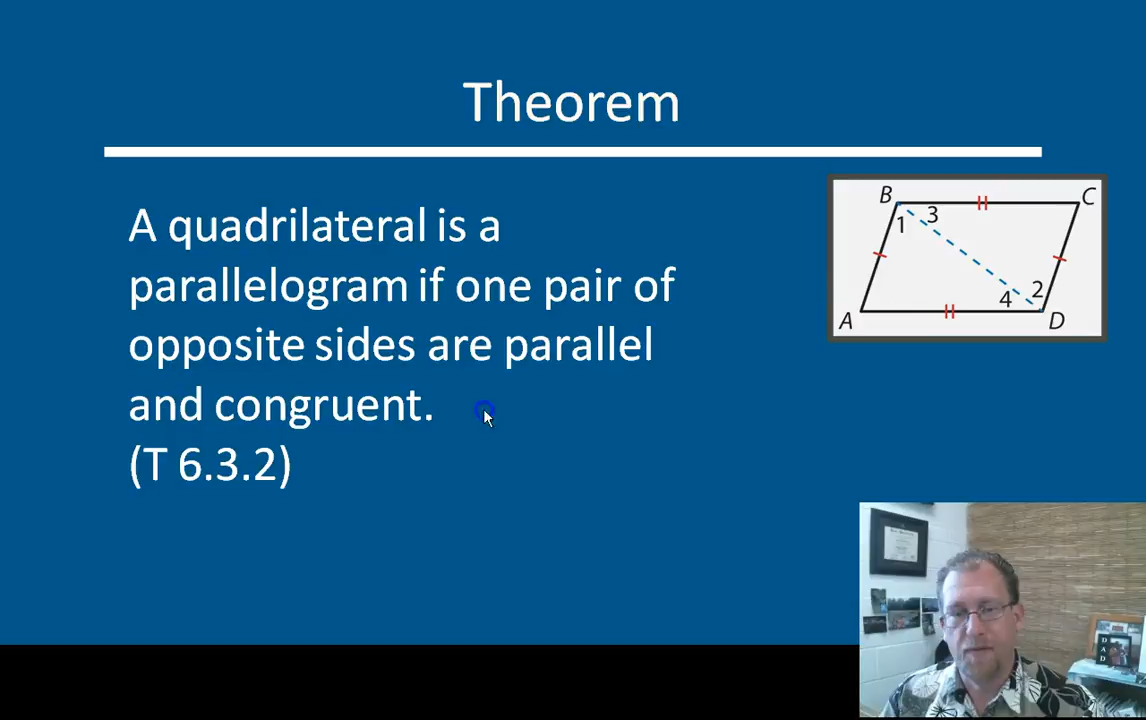 Theorem
A quadrilateral is a
parallelogram if one pair of
opposite sides are parallel
and congruent.
(T 6.3.2)
B
C
3
1
2
4
A
D
DAD